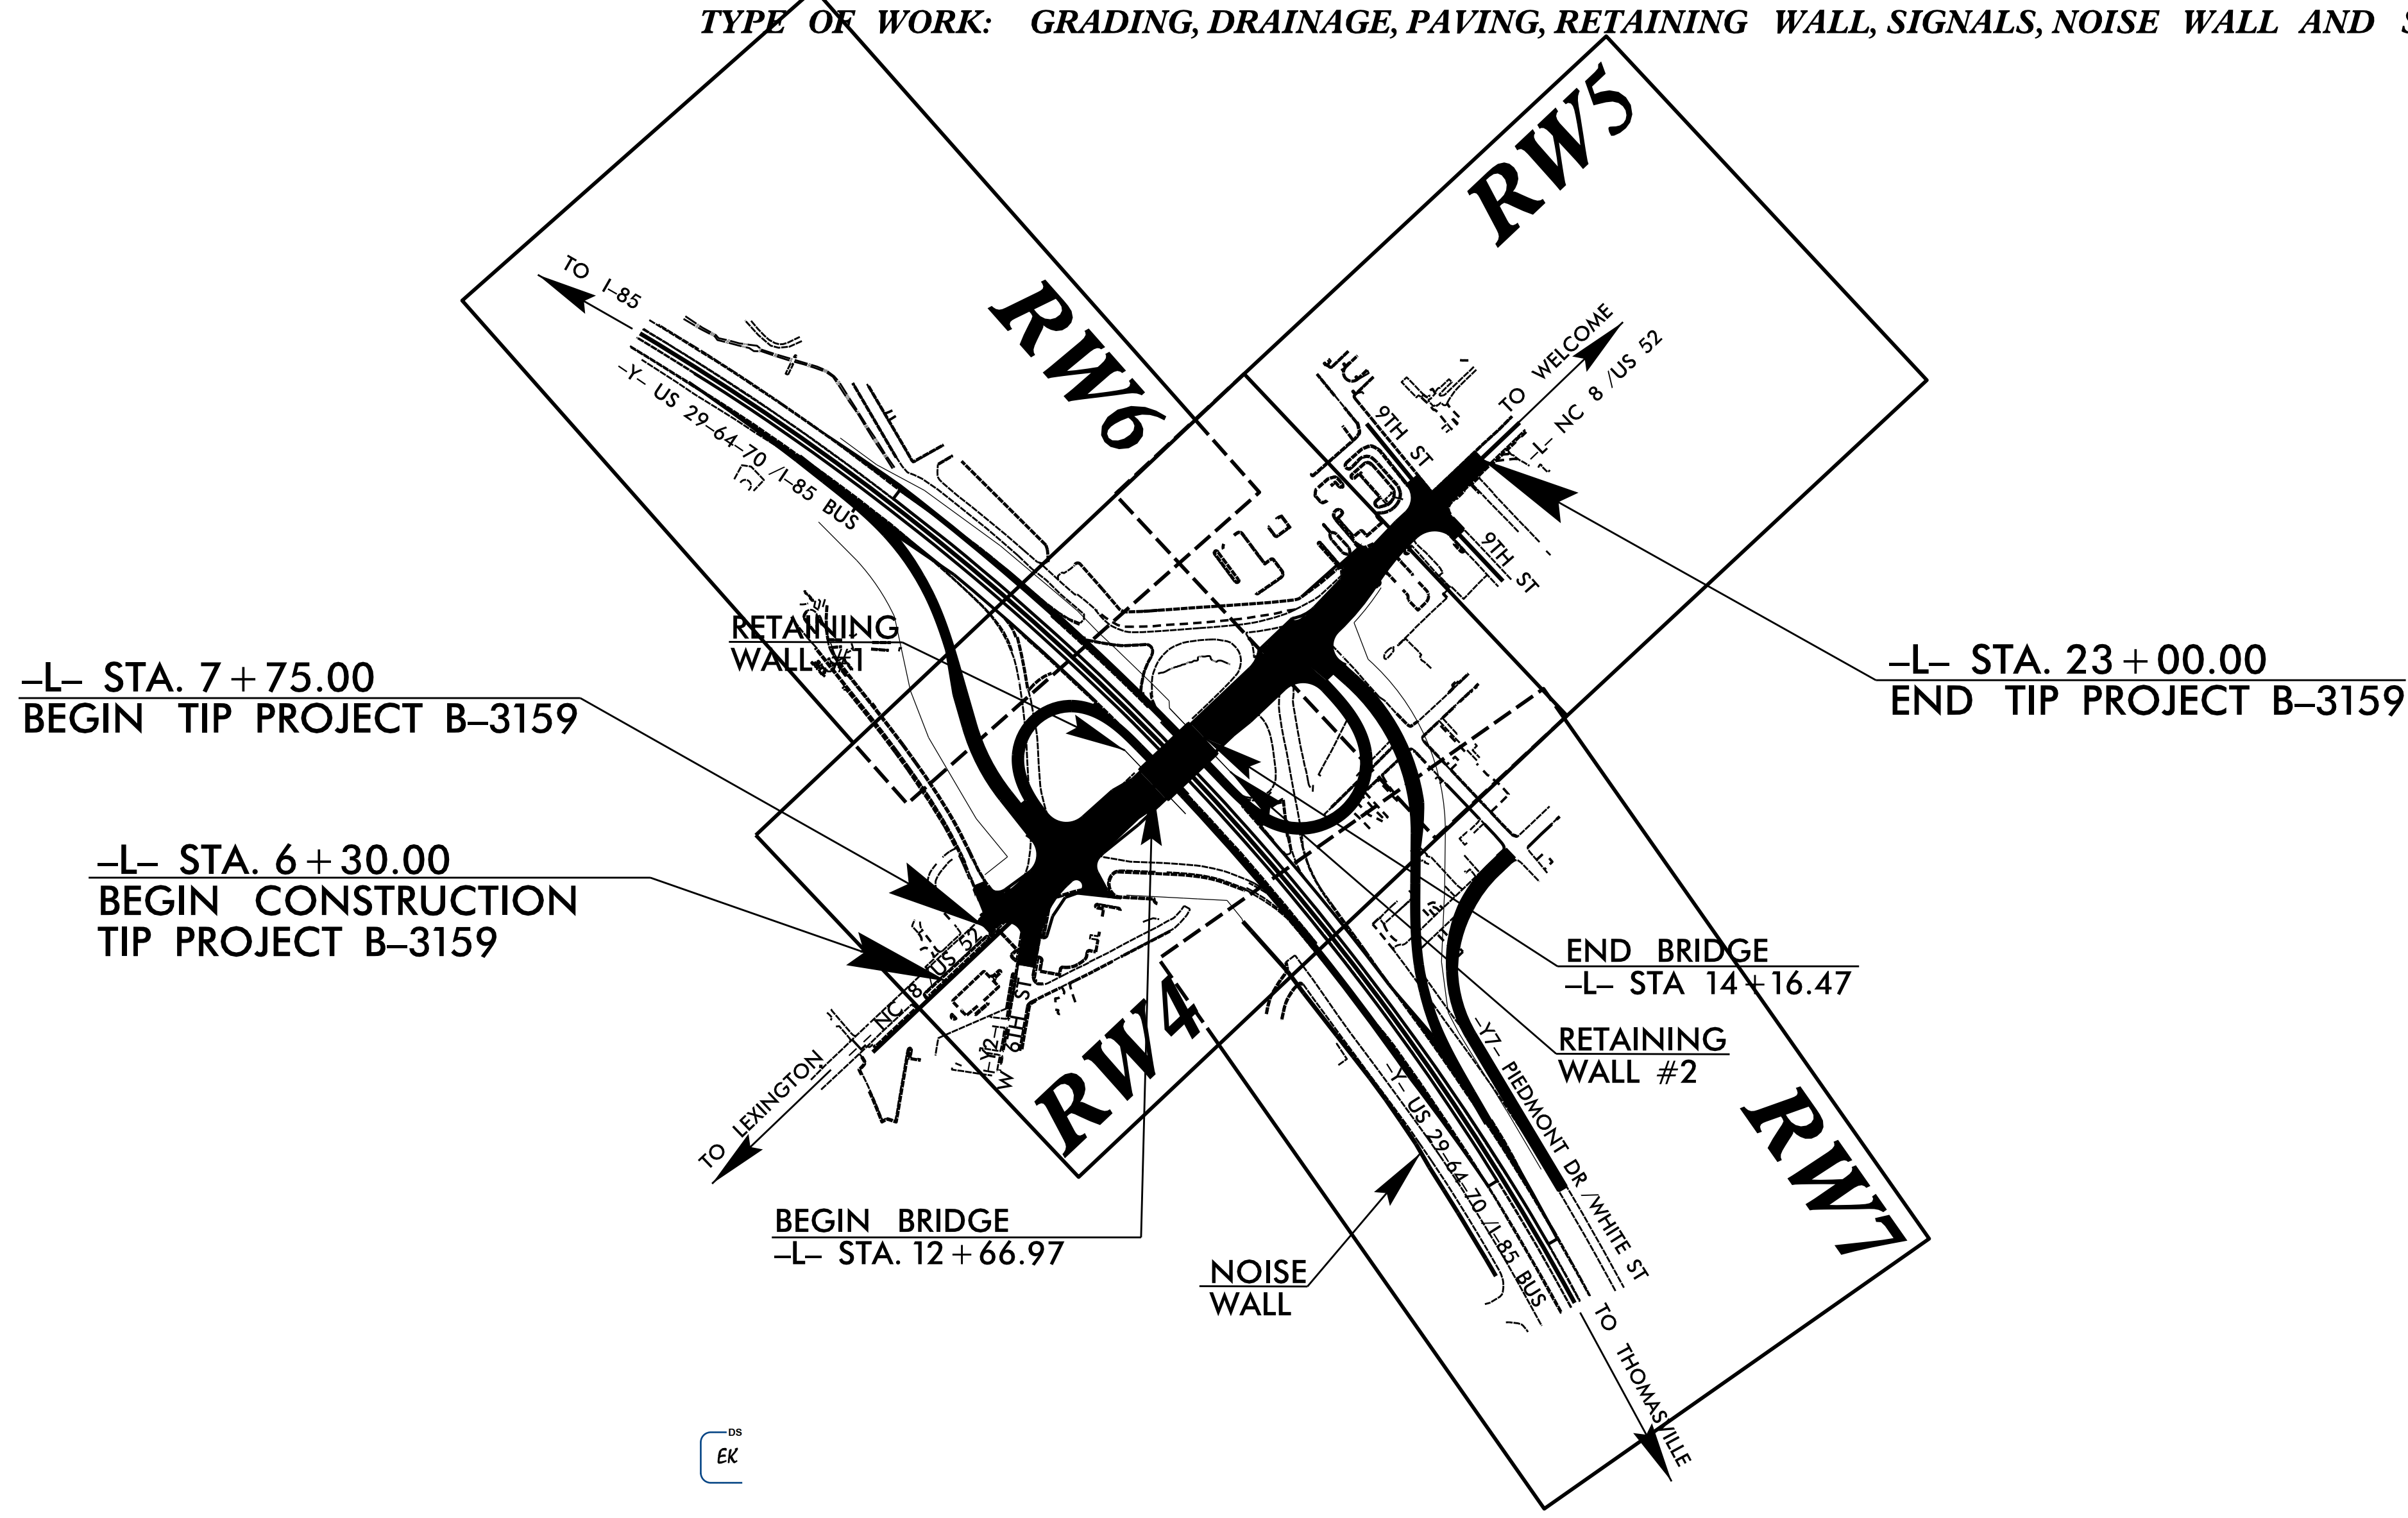 TYPE OF WORK: GRADING, DRAINAGE, PAVING, RETAINING WALL, SIGNALS, NOISE WALL AND
RW5
RW6
TO I-85
-Y- US 29-64-70 /I-85 BUS
TO WELCOME
-L- NC 8 /US 52
9TH ST
9TH ST
RETAINING
WALL #1
-L- STA. 7+75.00
BEGIN TIP PROJECT B-3159
-L- STA. 23+00.00
END TIP PROJECT B-3159
-L- STA. 6+30.00
BEGIN CONSTRUCTION
TIP PROJECT B-3159
NC 8 /US 52
TO LEXINGTON
-Y2-
W 6TH ST
RW4
END BRIDGE
-L- STA 14+16.47
RETAINING
WALL #2
-Y7- PIEDMONT DR /WHITE ST
-Y- US 29-64-70 /I-85 BUS
RW7
BEGIN BRIDGE
-L- STA. 12+66.97
NOISE
WALL
TO THOMASVILLE
DS
EK